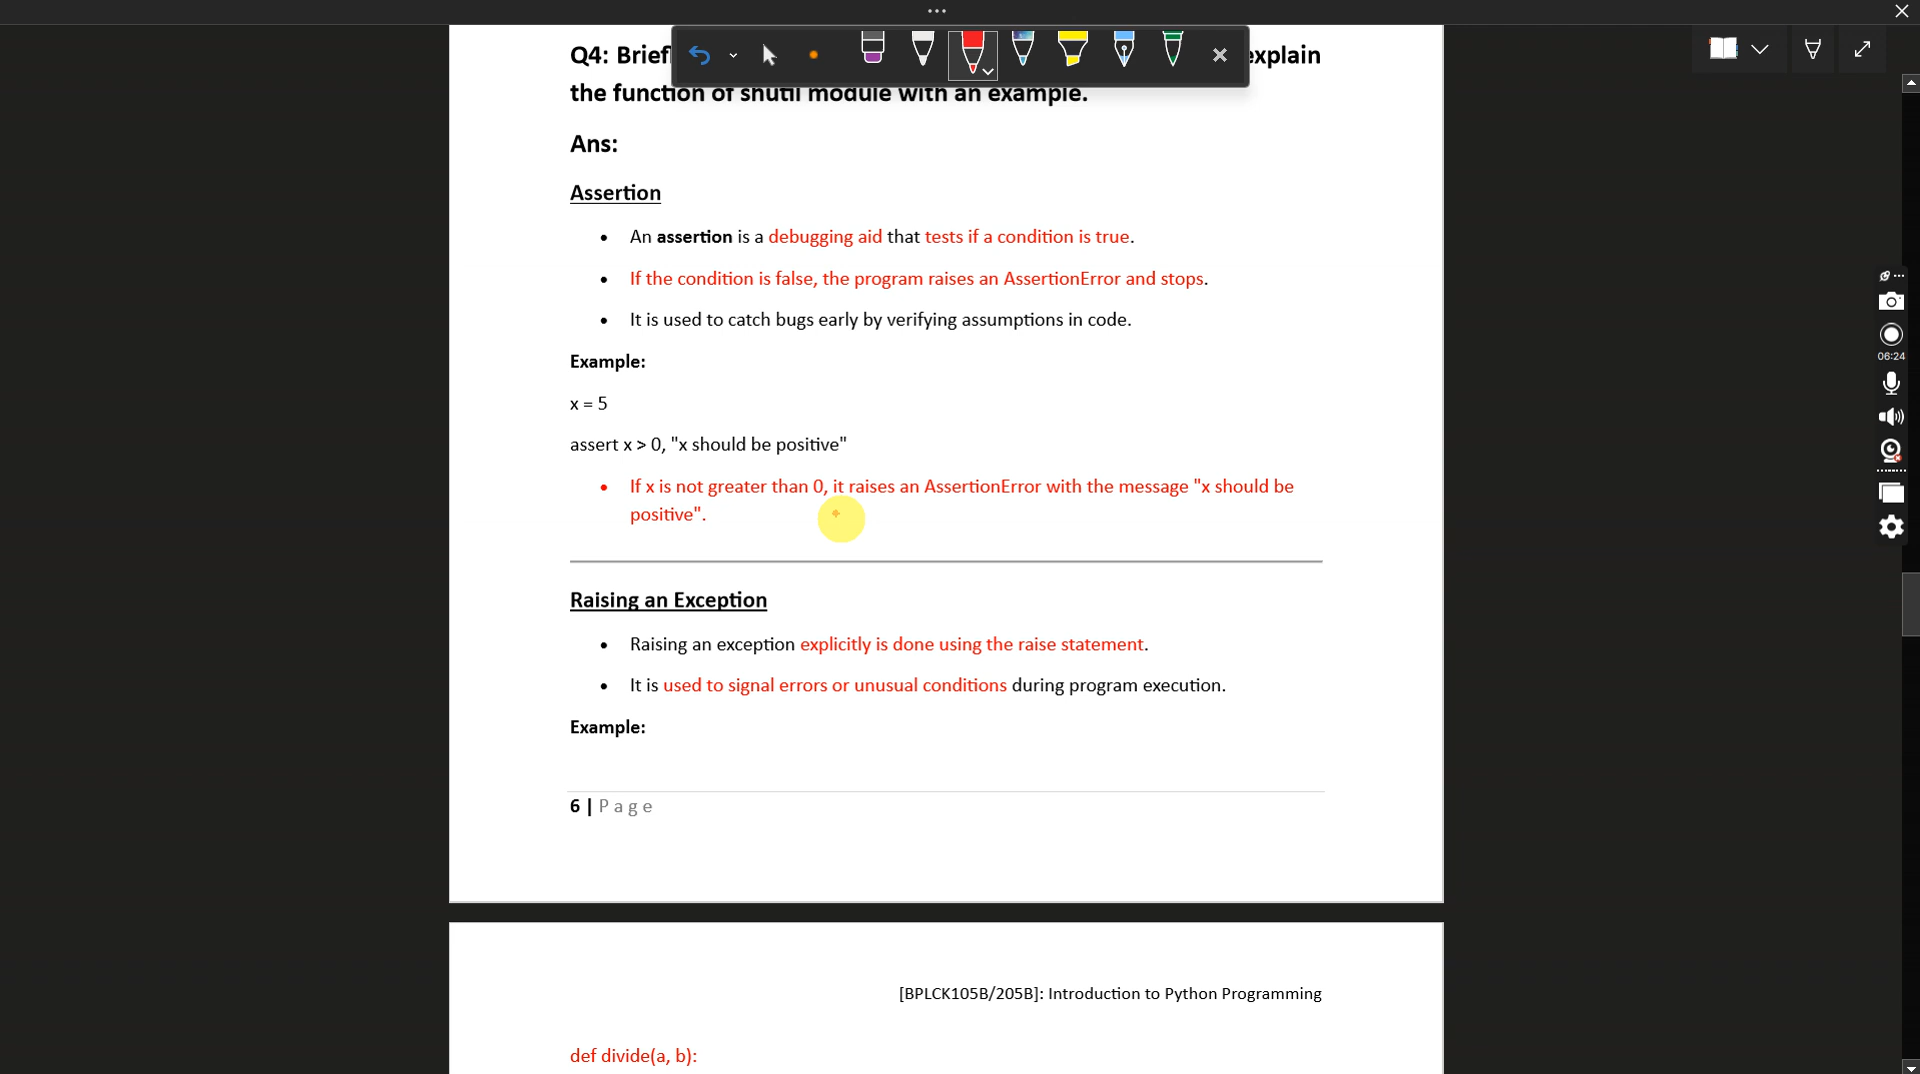 Q4: Brief explain
the function of shutil module with an example.
Ans:
Assertion
• An assertion is a debugging aid that tests if a condition is true.
• If the condition is false, the program raises an AssertionError and stops.
• It is used to catch bugs early by verifying assumptions in code.
Example:
x = 5
assert x > 0, "x should be positive"
• If x is not greater than 0, it raises an AssertionError with the message "x should be
positive".
06:24
Raising an Exception
• Raising an exception explicitly is done using the raise statement.
• It is used to signal errors or unusual conditions during program execution.
Example:
6 | Page
[BPLCK105B/205B]: Introduction to Python Programming
def divide(a, b):